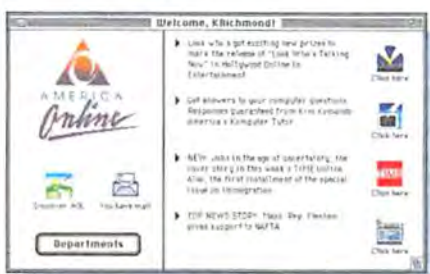 Welcome, KRichmond!
AMERICA
Online
Discover AOL
You have mail
Departments
Look who's got exciting new prizes to
mark the release of "Look Who's Talking
Now" in Hollywood Online in
Entertainment
Click here
Get answers to your computer questions.
Responses guaranteed from Kim Komando
America's Komputer Tutor
Click here
NEW: Jobs in the age of uncertainty, the
cover story in this week's TIME Online.
Also, the first installment of the special
issue on immigration.
TIME
Click here
TOP NEWS STORY: Rep.
gives support to NAFTA
Click here